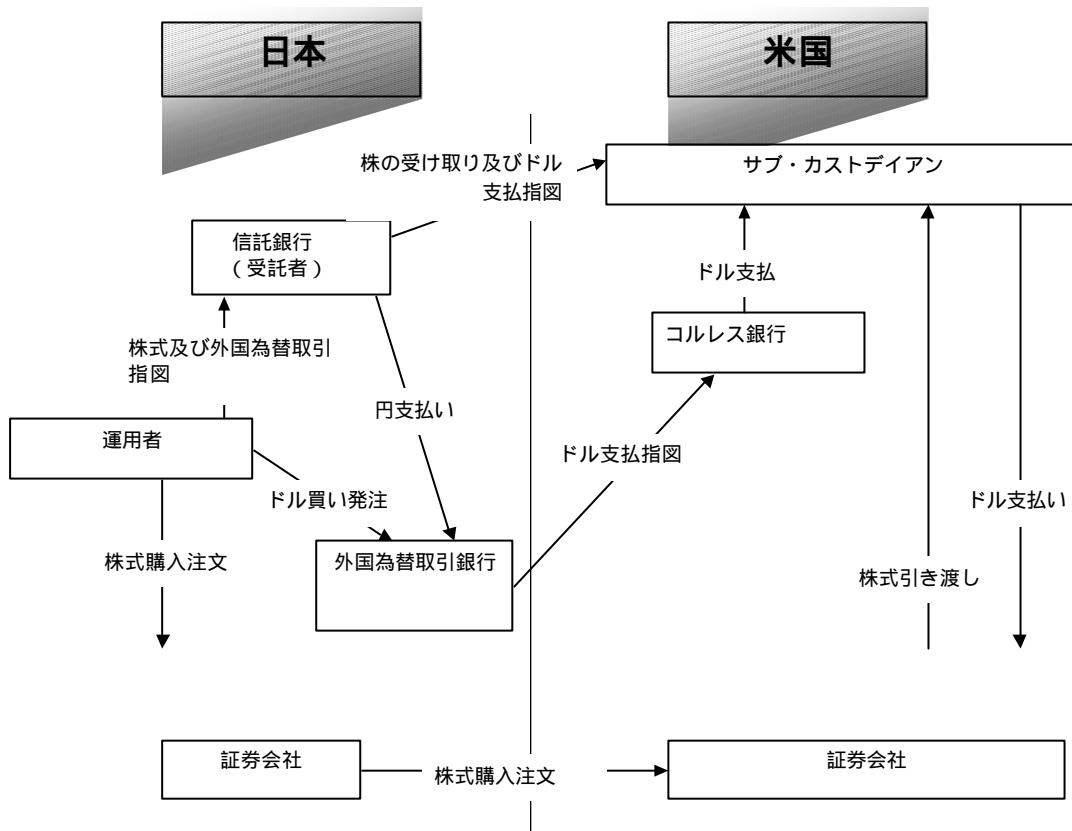 日本
米国
株の受け取り及びドル
支払指図
サブ・カストデイアン
信託銀行
(受託者)
ドル支払
コルレス銀行
株式及び外国為替取引
指図
円支払い
運用者
ドル支払指図
ドル買い発注
ドル支払い
株式購入注文
外国為替取引銀行
株式引き渡し
証券会社
株式購入注文
証券会社